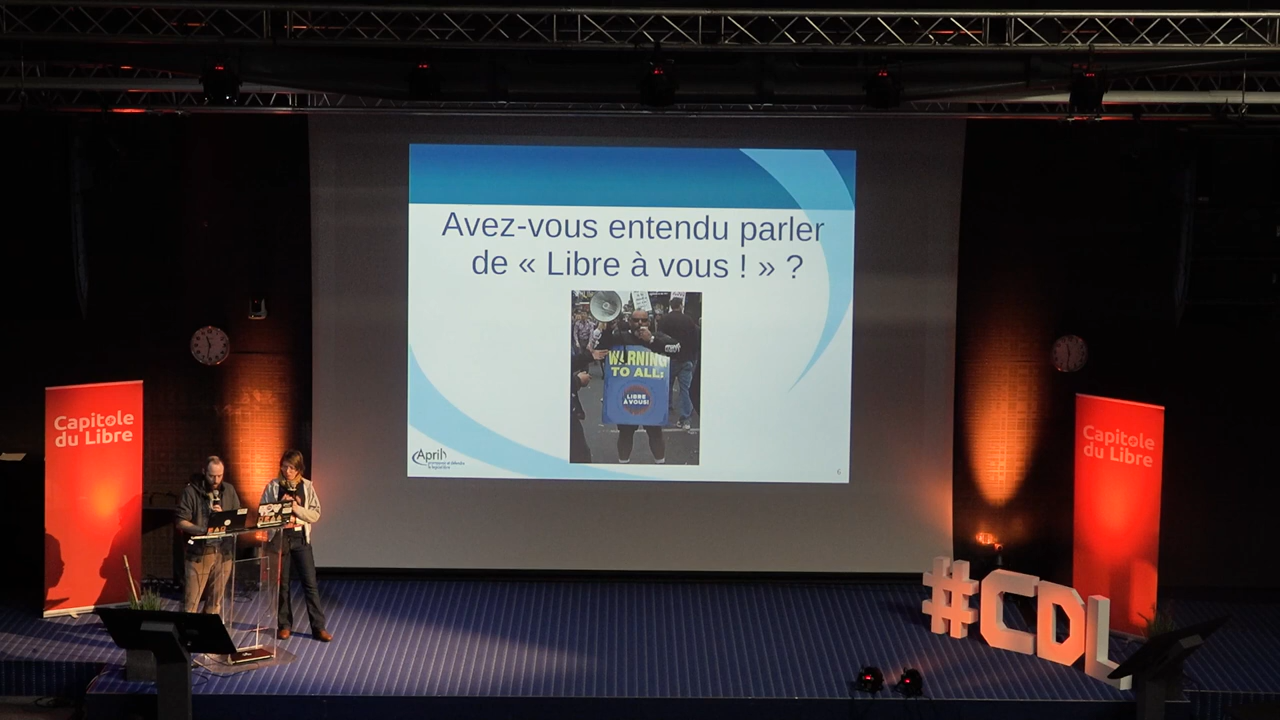 Avez-vous entendu parler
de « Libre à vous ! » ?
WARNING
TO ALL:
LIBRE
À VOUS!
April
6
Capitole
du Libre
Capitole
du Libre
#CDL